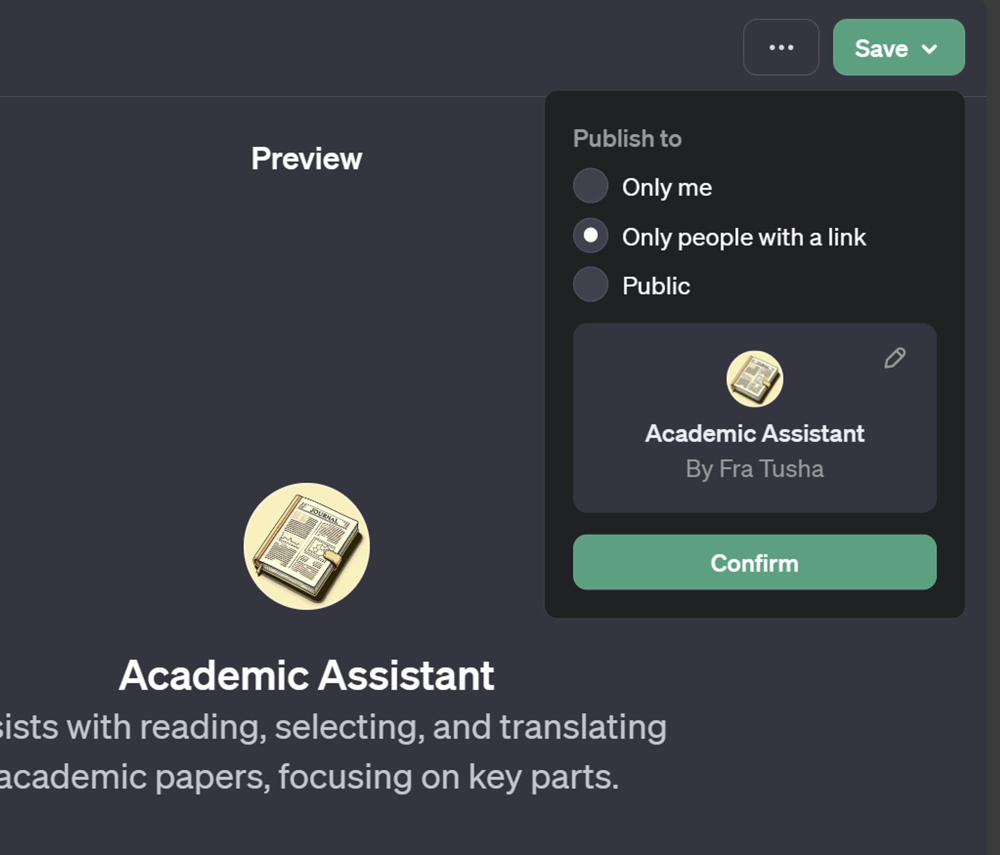 Save
Publish to
Preview
Only me
Only people with a link
Public
Academic Assistant
By Fra Tusha
Confirm
JOURNAL
Academic Assistant
sists with reading, selecting, and translating
academic papers, focusing on key parts.